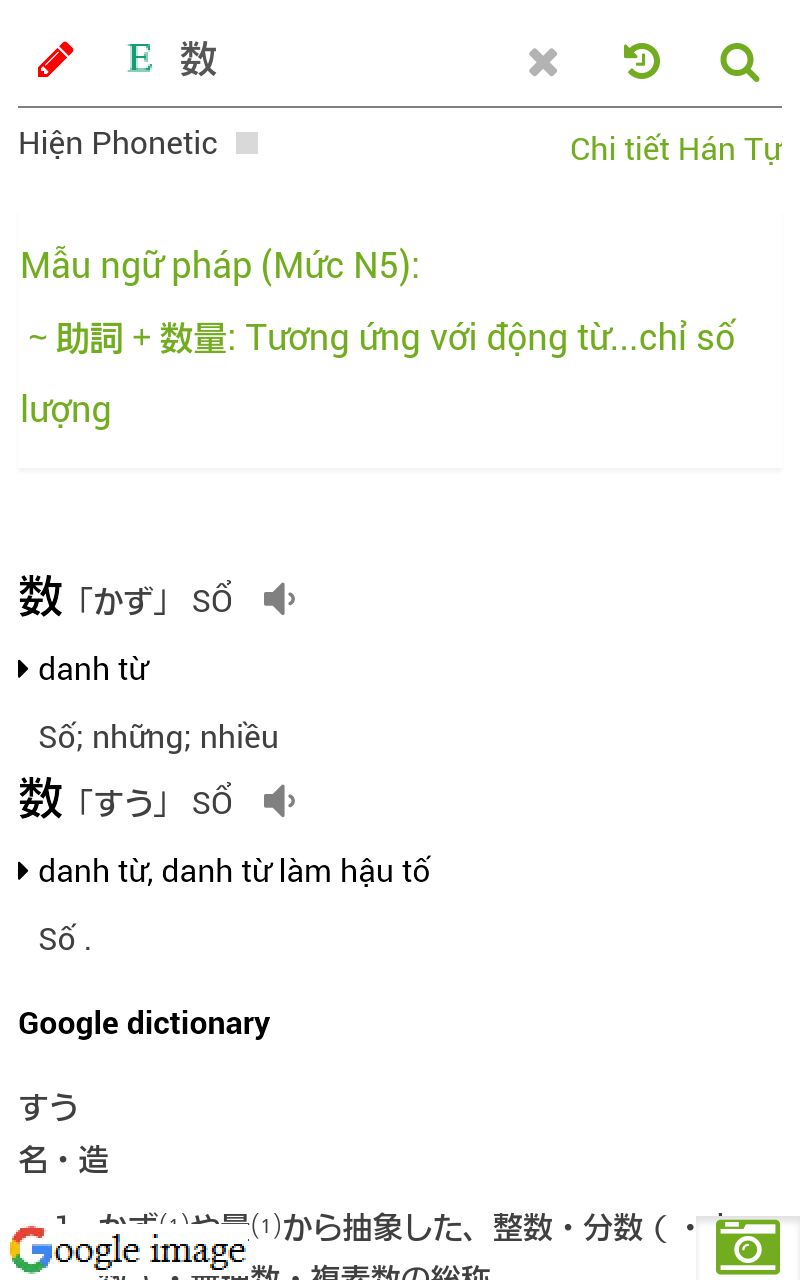 E 数
Hiện Phonetic
Chi tiết Hán Tự
Mẫu ngữ pháp (Mức N5):
~ 助詞 + 数量: Tương ứng với động từ...chỉ số
lượng
数「かず」 SỔ
danh từ
Số; những; nhiều
数「すう」 SỔ
danh từ, danh từ làm hậu tố
Số .
Google dictionary
すう
名・造
1. かず⑴や量⑴から抽象した、整数・分数（・
Google image
数）・無理数・複素数の総称